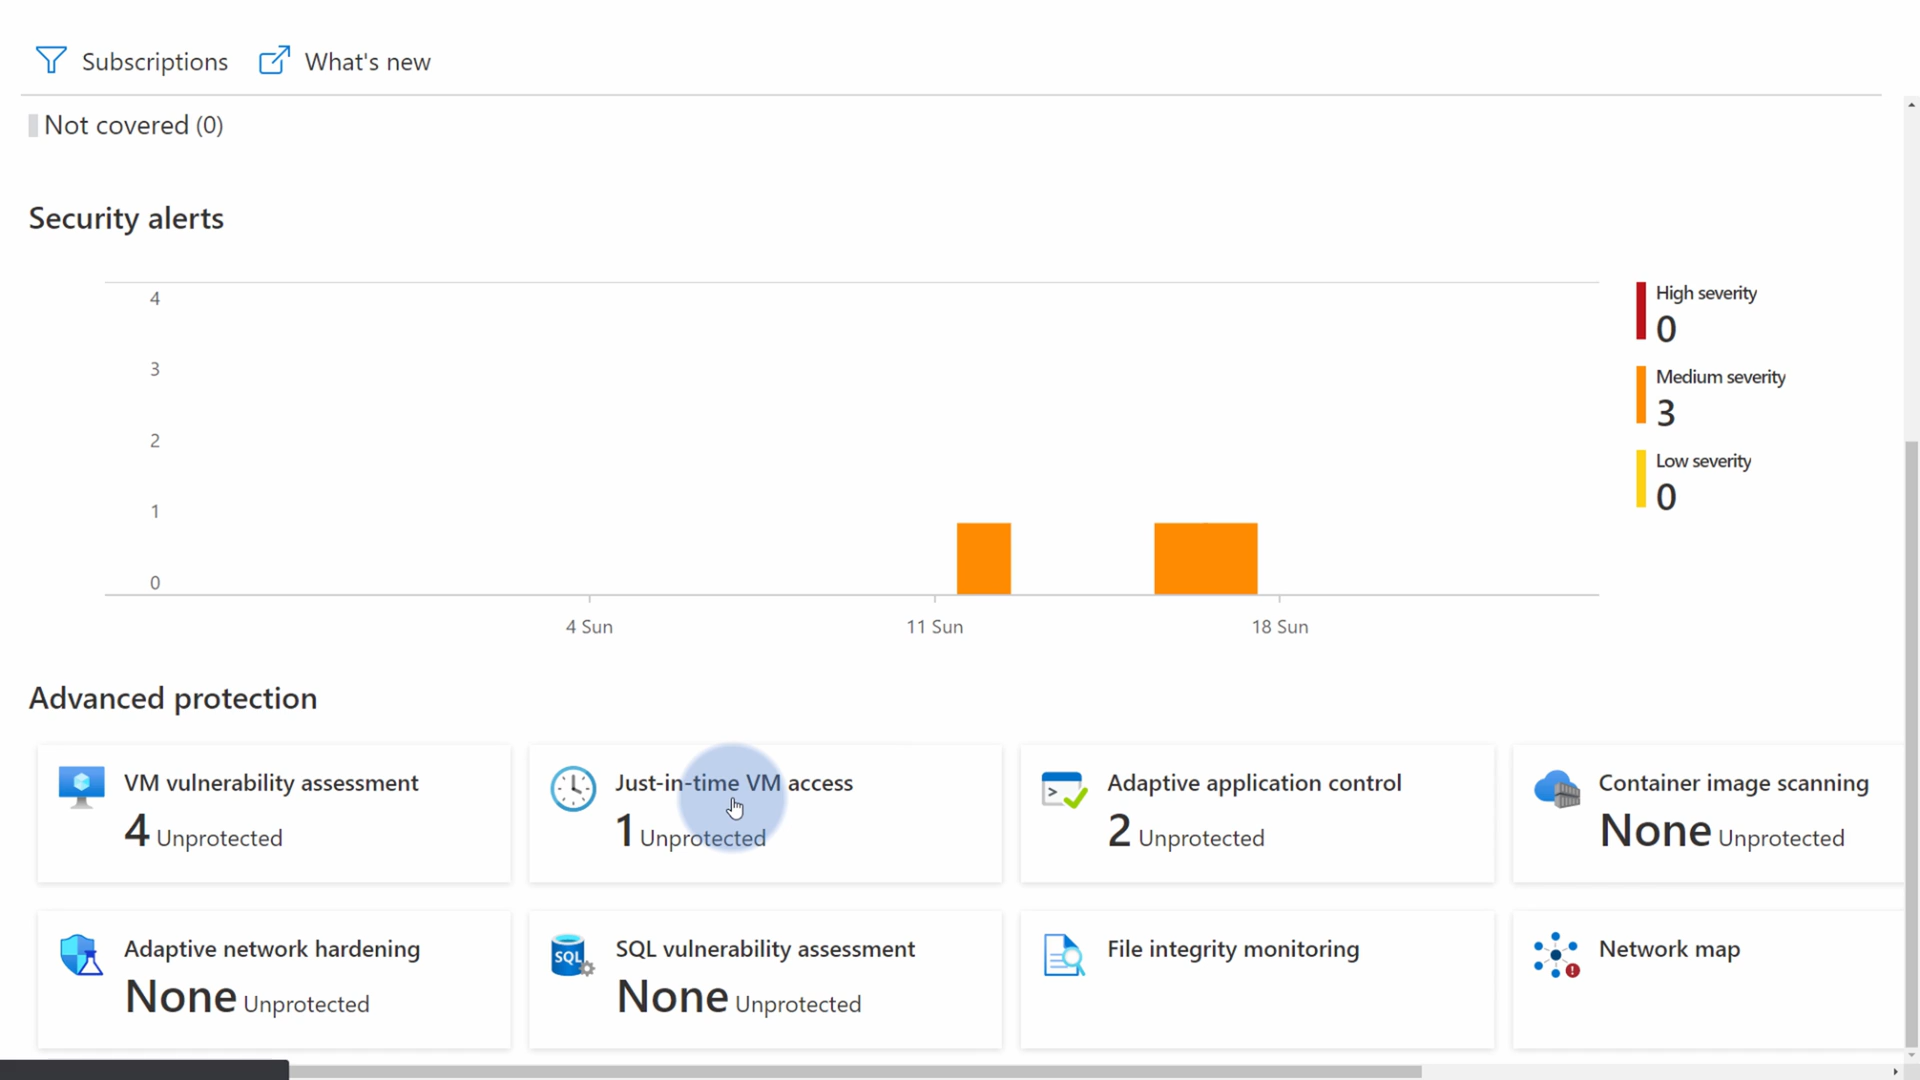 Subscriptions What's new
Not covered (0)
Security alerts
4
3
2
1
0
4 Sun 11 Sun 18 Sun
High severity
0
Medium severity
3
Low severity
0
Advanced protection
VM vulnerability assessment
4 Unprotected
Just-in-time VM access
1 Unprotected
Adaptive application control
2 Unprotected
Container image scanning
None Unprotected
Adaptive network hardening
None Unprotected
SQL
SQL vulnerability assessment
None Unprotected
File integrity monitoring
Network map